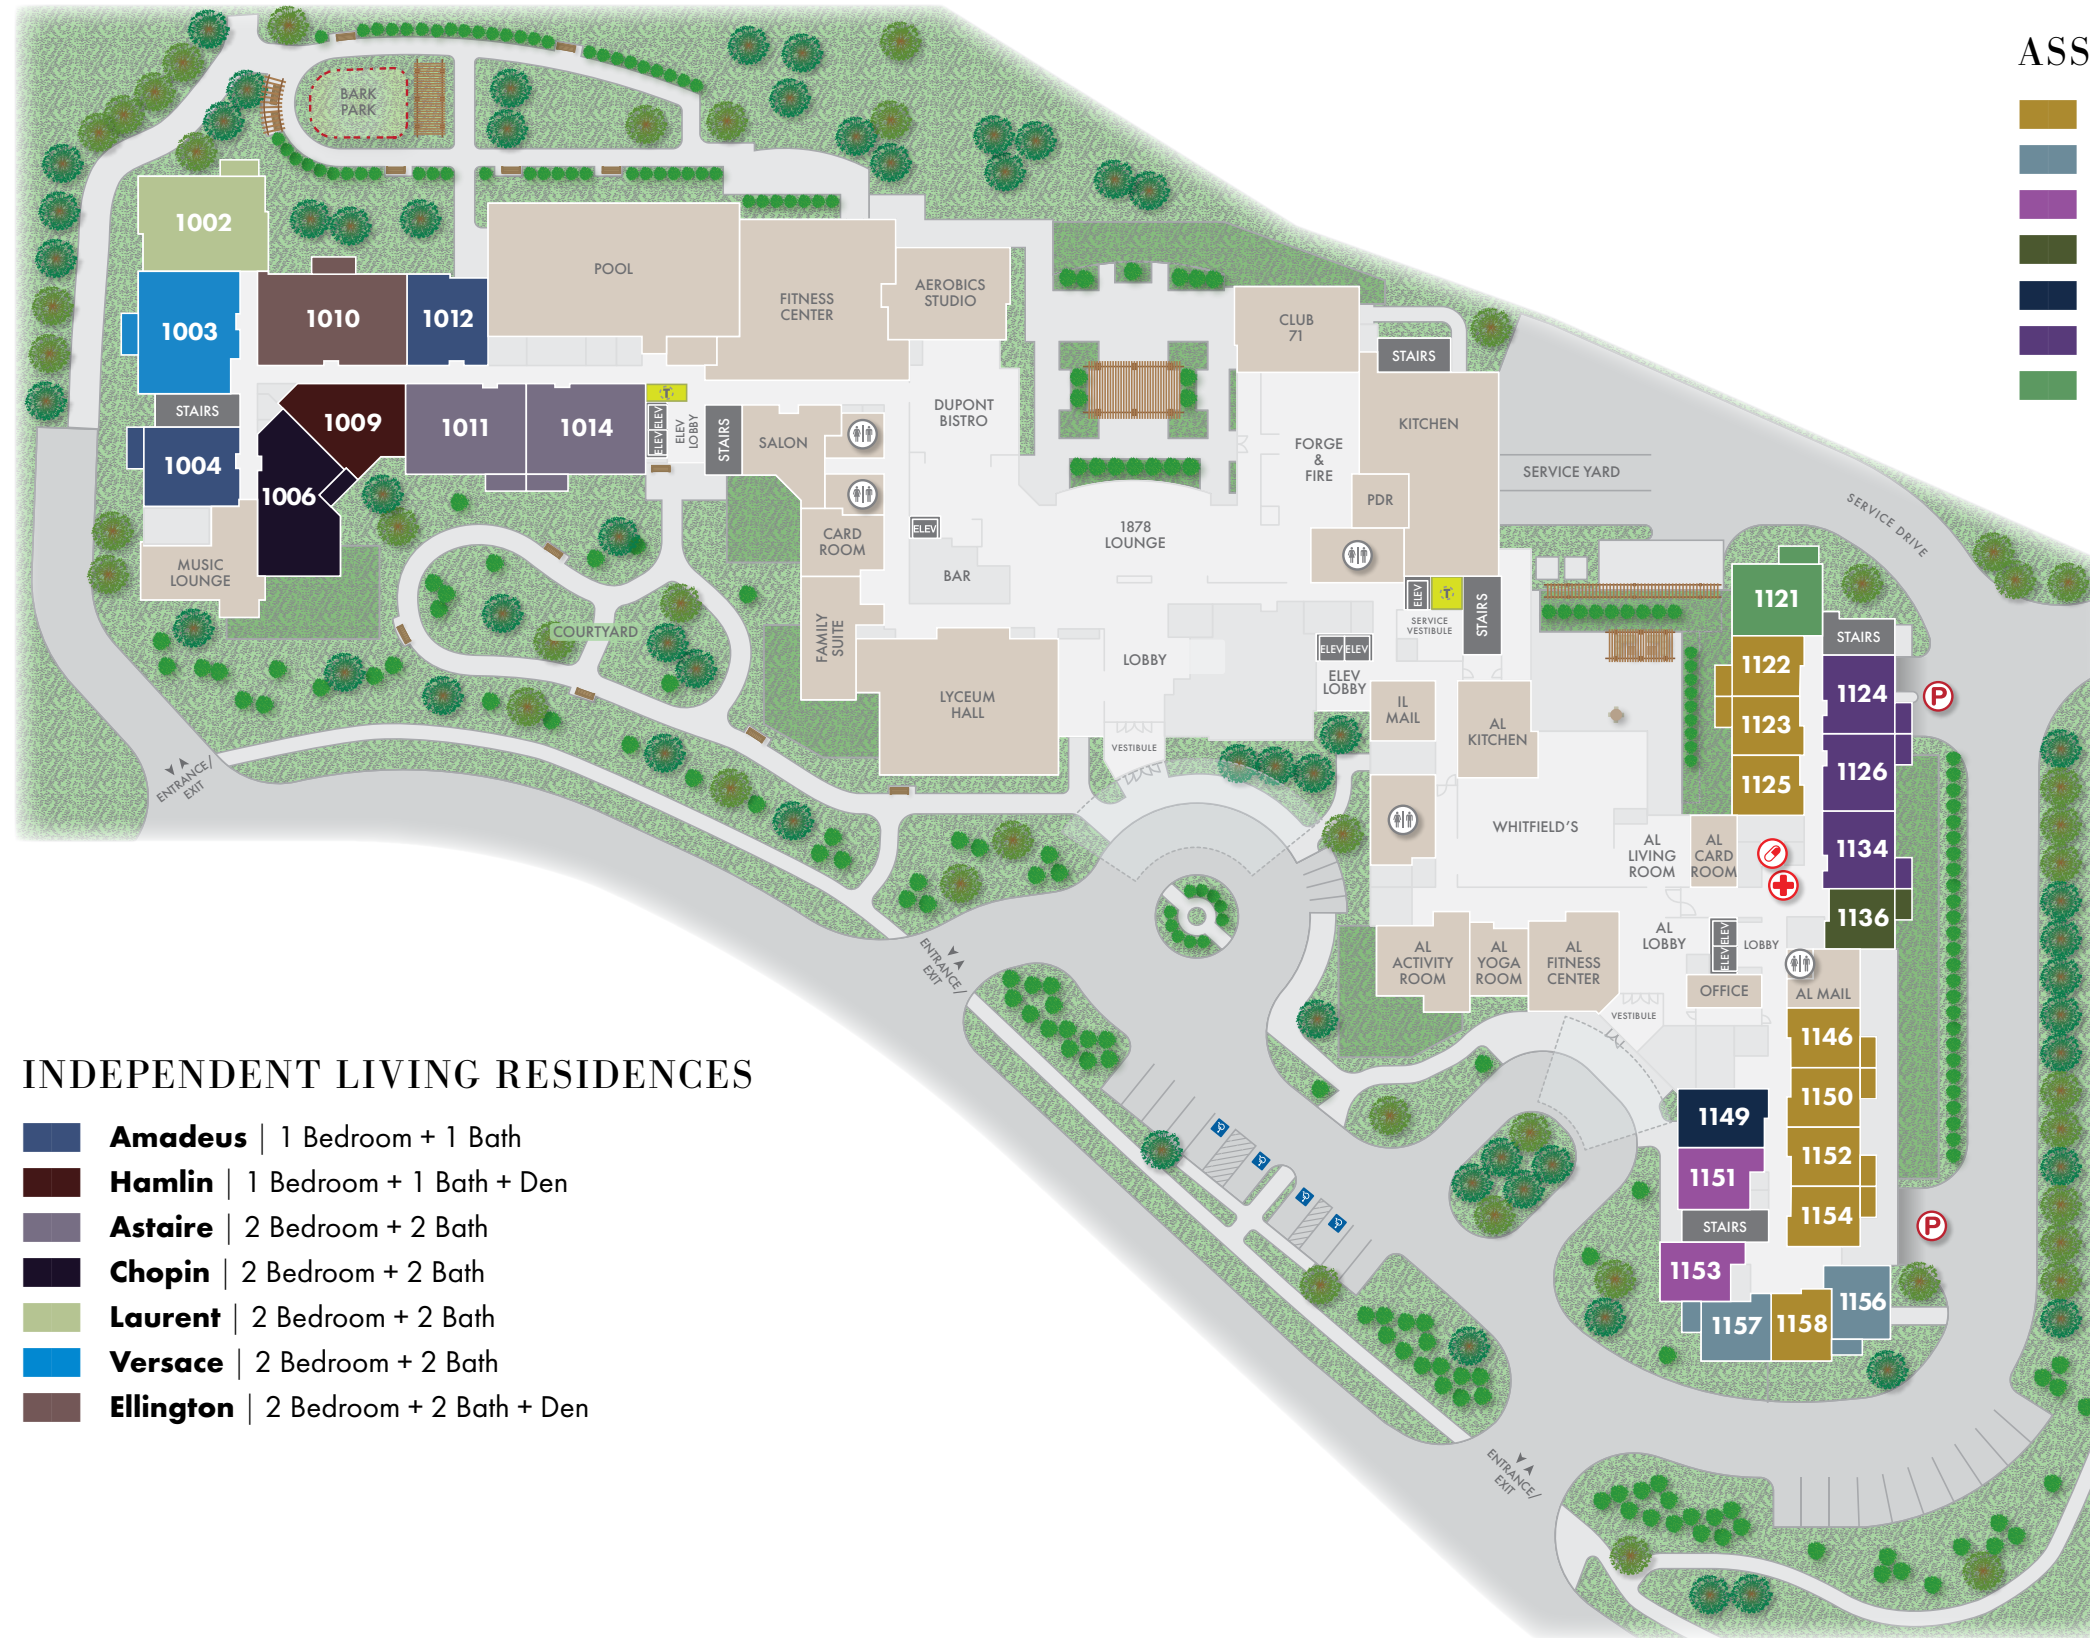 ASS
BARK
PARK
1002
POOL
FITNESS
CENTER
AEROBICS
STUDIO
1003
1010
1012
CLUB
71
STAIRS
STAIRS
1009
1011
1014
ELEV ELEV
ELEV
LOBBY
STAIRS
SALON
DUPONT
BISTRO
KITCHEN
FORGE
&
FIRE
1004
1006
SERVICE YARD
PDR
SERVICE DRIVE
ELEV
1878
LOUNGE
CARD
ROOM
BAR
MUSIC
LOUNGE
ELEV
STAIRS
SERVICE
VESTIBULE
1121
COURTYARD
FAMILY
SUITE
STAIRS
ELEV ELEV
ELEV
LOBBY
LOBBY
1122
1124
P
LYCEUM
HALL
IL
MAIL
AL
KITCHEN
1123
VESTIBULE
1126
1125
ENTRANCE/
EXIT
WHITFIELD'S
AL
LIVING
ROOM
AL
CARD
ROOM
1134
1136
AL
LOBBY
ELEV ELEV
LOBBY
AL
ACTIVITY
ROOM
AL
YOGA
ROOM
AL
FITNESS
CENTER
ENTRANCE/
EXIT
OFFICE
AL MAIL
VESTIBULE
1146
1150
1149
1152
1151
1154
STAIRS
P
1153
1156
1157
1158
ENTRANCE/
EXIT
INDEPENDENT LIVING RESIDENCES
Amadeus | 1 Bedroom + 1 Bath
Hamlin | 1 Bedroom + 1 Bath + Den
Astaire | 2 Bedroom + 2 Bath
Chopin | 2 Bedroom + 2 Bath
Laurent | 2 Bedroom + 2 Bath
Versace | 2 Bedroom + 2 Bath
Ellington | 2 Bedroom + 2 Bath + Den